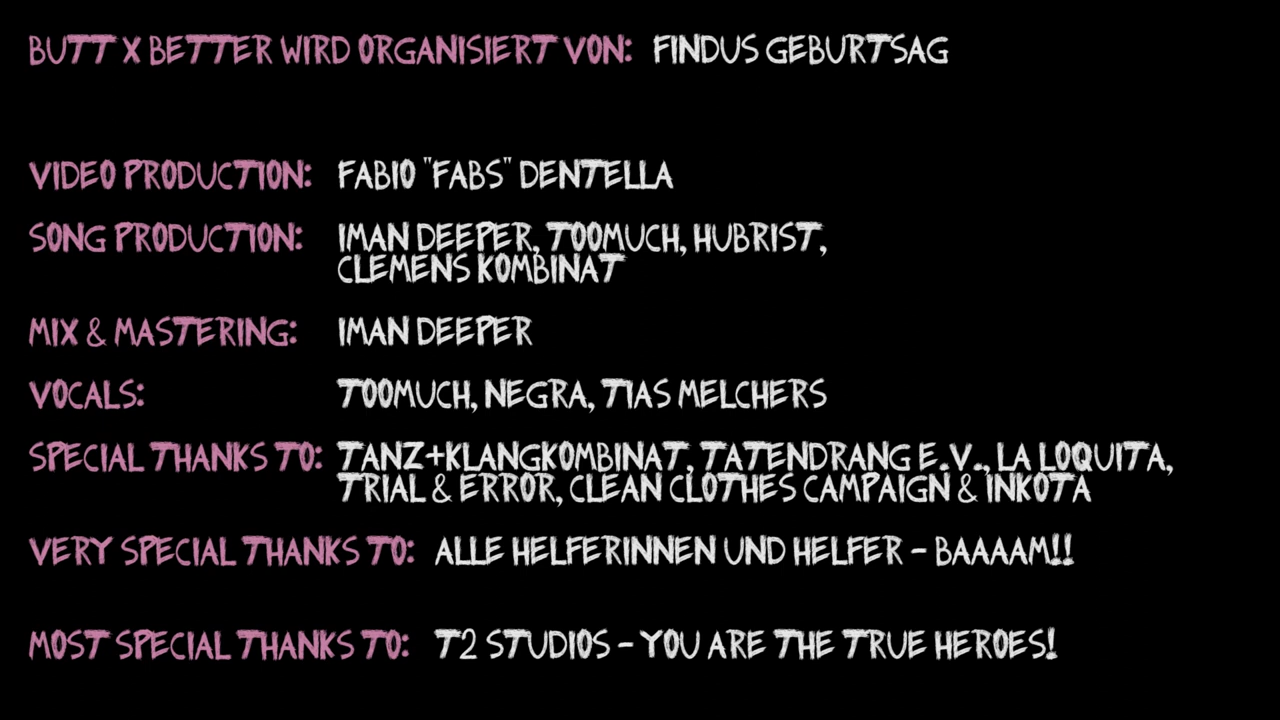 BUTT X BETTER WIRD ORGANISIERT VON: FINDUS GEBURTSAG
VIDEO PRODUCTION: FABIO "FABS" DENTELLA
SONG PRODUCTION: IMAN DEEPER, TOOMUCH, HUBRIST,
CLEMENS KOMBINAT
MIX & MASTERING: IMAN DEEPER
VOCALS: TOOMUCH, NEGRA, TIAS MELCHERS
SPECIAL THANKS TO: TANZ+KLANGKOMBINAT, TATENDRANG E.V., LA LOQUITA,
TRIAL & ERROR, CLEAN CLOTHES CAMPAIGN & INKOTA
VERY SPECIAL THANKS TO: ALLE HELFERINNEN UND HELFER - BAAAAM!!
MOST SPECIAL THANKS TO: T2 STUDIOS - YOU ARE THE TRUE HEROES!